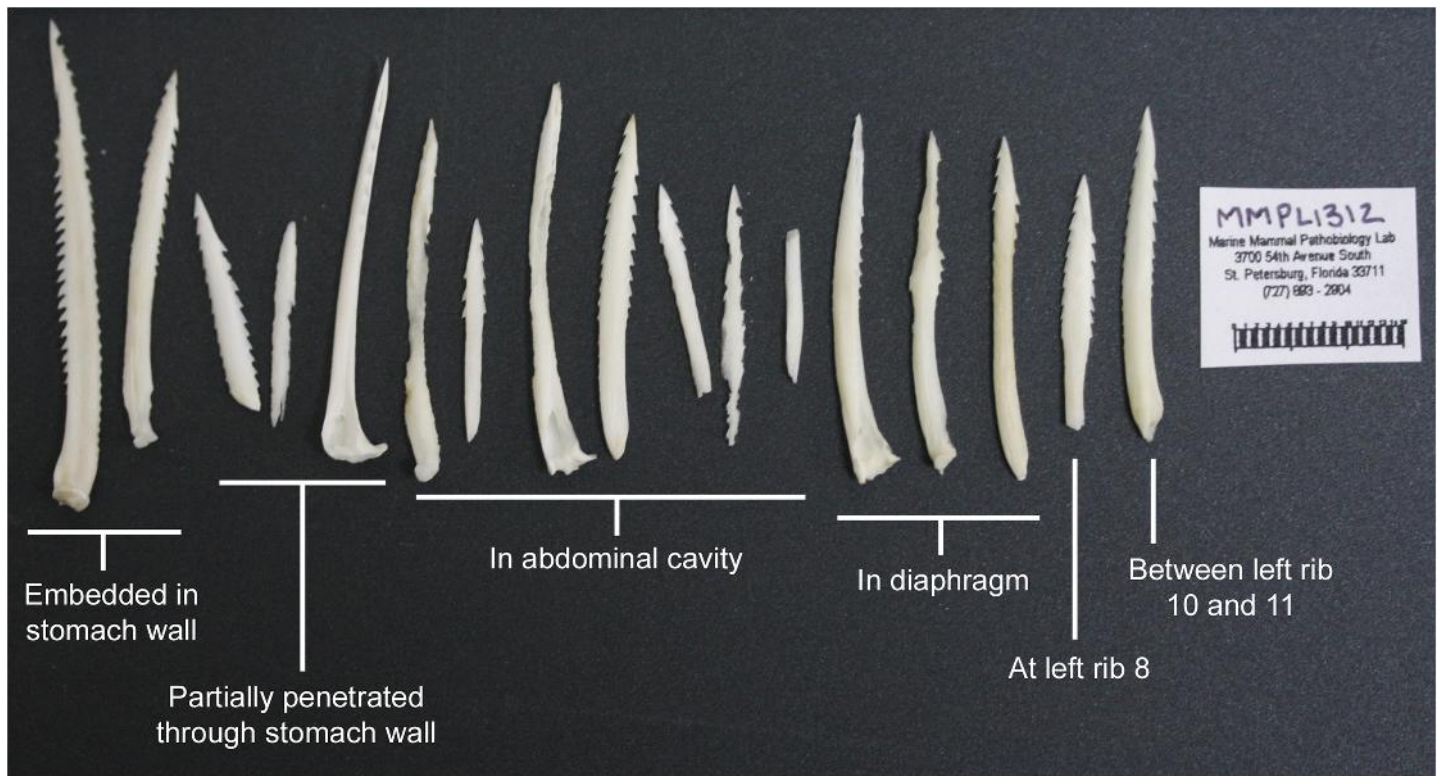 MMPL1312
Marine Mammal Pathobiology Lab
3700 54th Avenue South
St. Petersburg, Florida 33711
(727) 893 - 2904
Embedded in
stomach wall
Partially penetrated
through stomach wall
In abdominal cavity
In diaphragm
At left rib 8
Between left rib
10 and 11